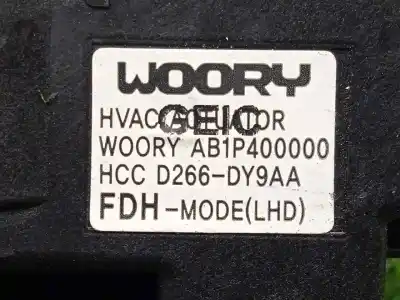 WOORY
GEIC
HVAC ACTUATOR
WOORY AB1P400000
HCC D266-DY9AA
FDH-MODE(LHD)